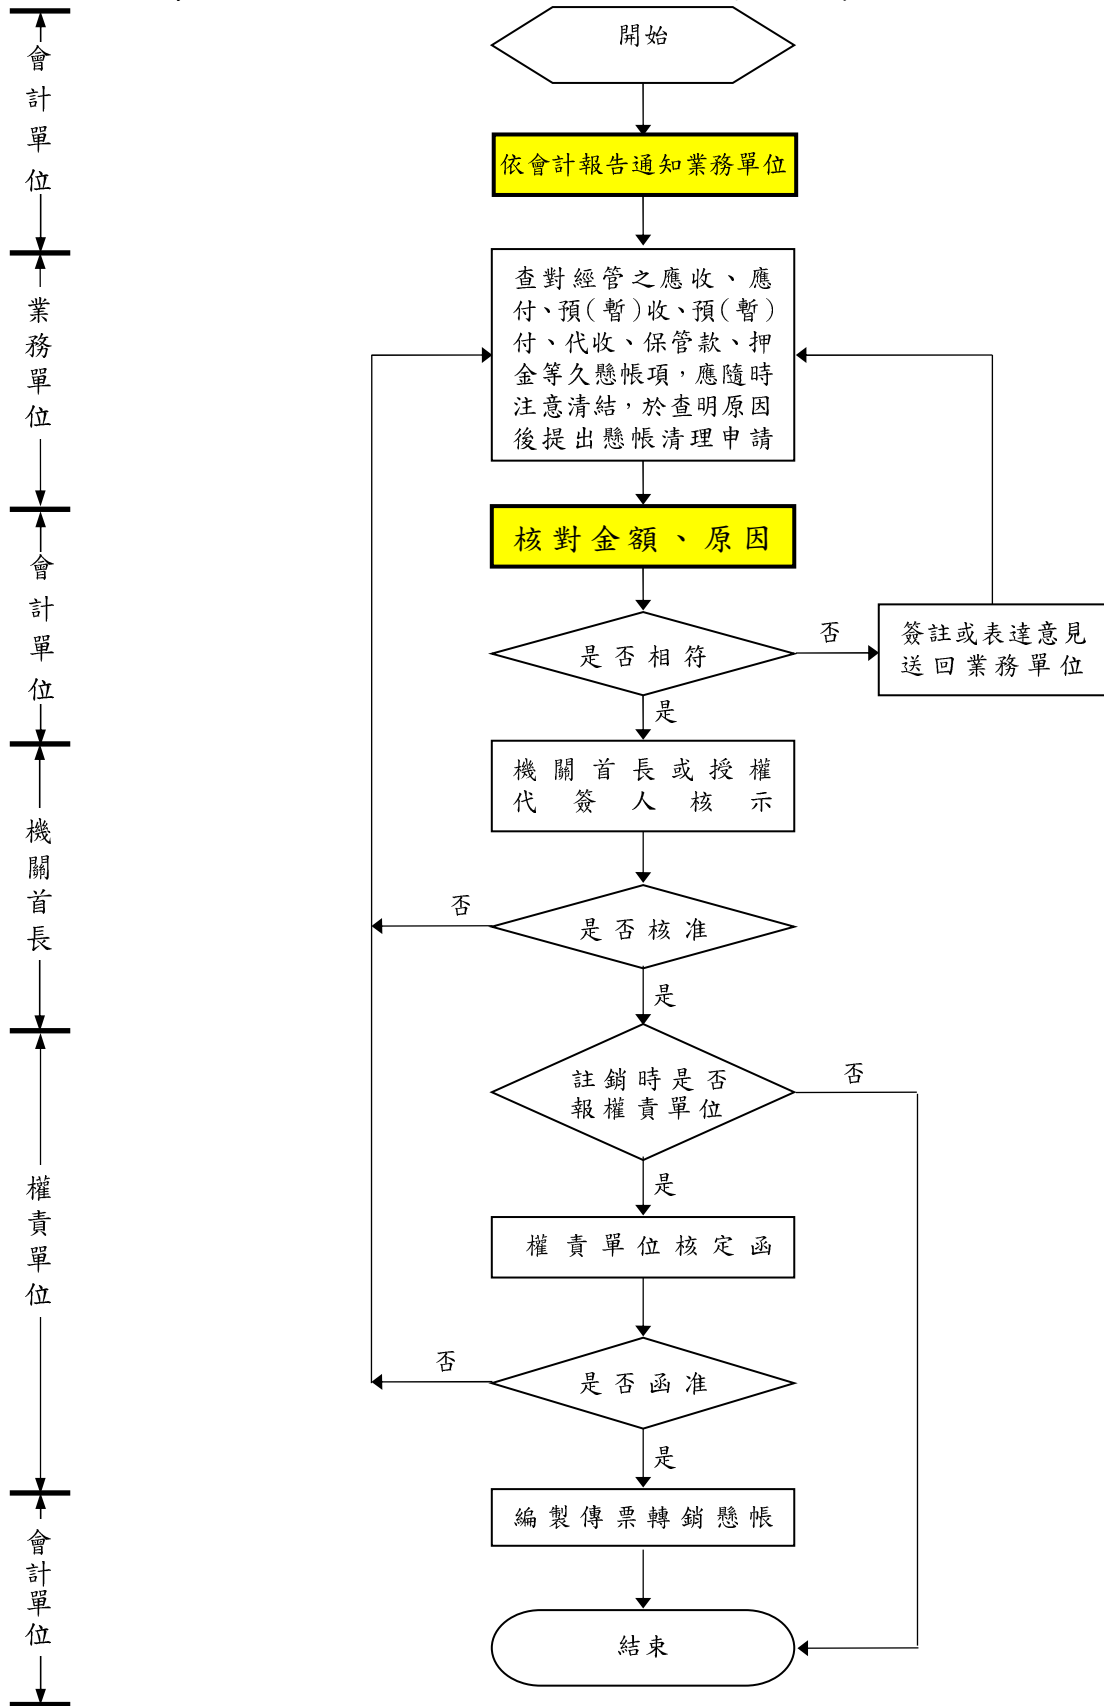 開始
依會計報告通知業務單位
查對經管之應收、應
付、預(暫)收、預(暫)
付、代收、保管款、押
金等久懸帳項，應隨時
注意清結，於查明原因
後提出懸帳清理申請
核對金額、原因
是否相符
否
簽註或表達意見
送回業務單位
是
機關首長或授權
代簽人核示
是否核准
否
是
註銷時是否
報權責單位
否
是
權責單位核定函
是否函准
否
是
編製傳票轉銷懸帳
結束
會計單位
業務單位
會計單位
機關首長
權責單位
會計單位